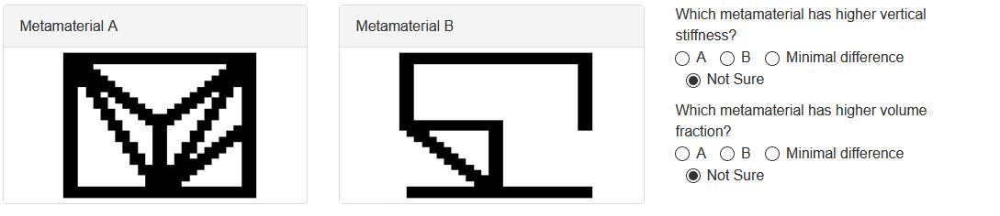 Metamaterial A
Metamaterial B
Which metamaterial has higher vertical
stiffness?
A B Minimal difference
Not Sure
Which metamaterial has higher volume
fraction?
A B Minimal difference
Not Sure